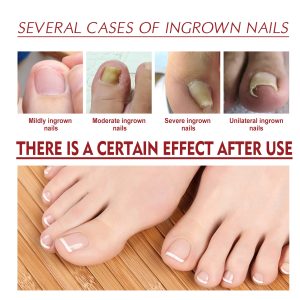 SEVERAL CASES OF INGROWN NAILS
Mildly ingrown
nails
Moderate ingrown
nails
Severe ingrown
nails
Unilateral ingrown
nails
THERE IS A CERTAIN EFFECT AFTER USE